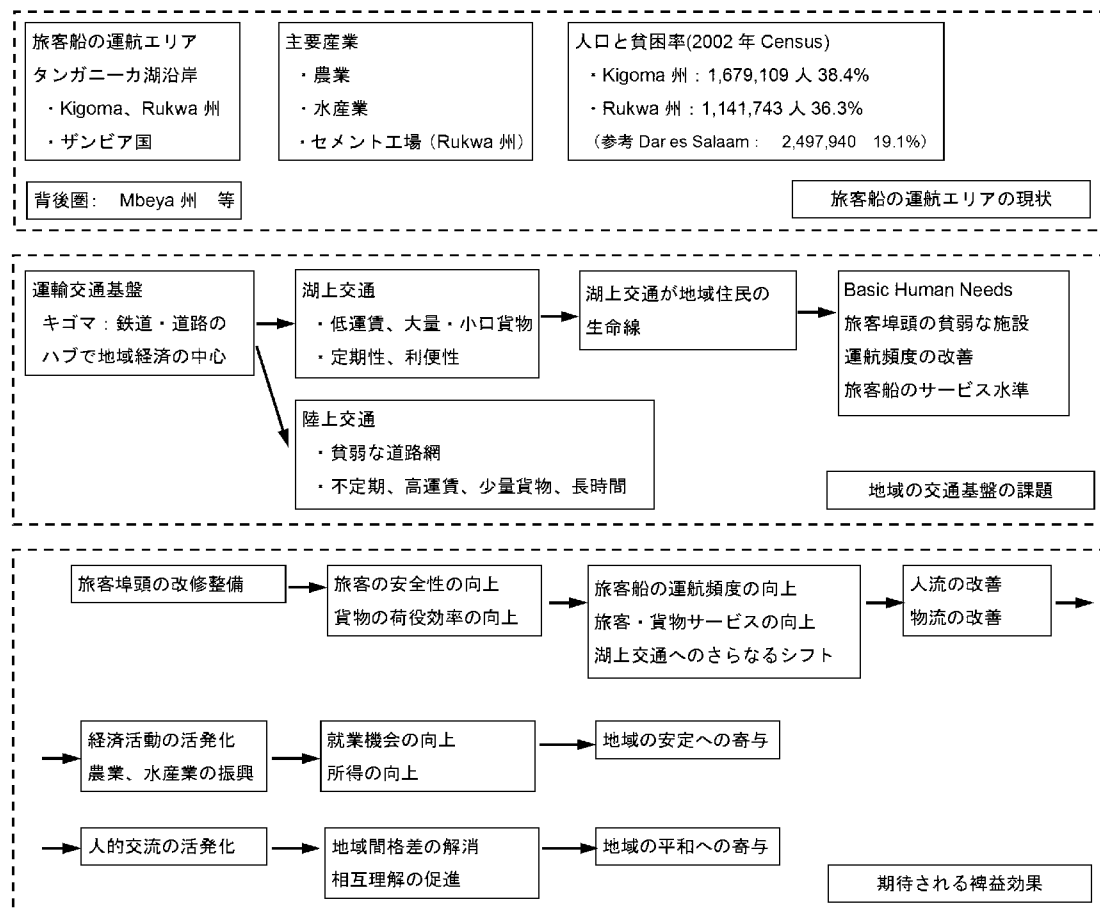 旅客船の運航エリア
タンガニーカ湖沿岸
・Kigoma、Rukwa 州
・ザンビア国
主要産業
・農業
・水産業
・セメント工場（Rukwa 州）
人口と貧困率(2002 年 Census)
・Kigoma 州：1,679,109 人 38.4%
・Rukwa 州：1,141,743 人 36.3%
（参考 Dar es Salaam： 2,497,940 19.1%）
背後圏： Mbeya 州 等
旅客船の運航エリアの現状
運輸交通基盤
キゴマ：鉄道・道路の
ハブで地域経済の中心
湖上交通
・低運賃、大量・小口貨物
・定期性、利便性
湖上交通が地域住民の
生命線
Basic Human Needs
旅客埠頭の貧弱な施設
運航頻度の改善
旅客船のサービス水準
陸上交通
・貧弱な道路網
・不定期、高運賃、少量貨物、長時間
地域の交通基盤の課題
旅客埠頭の改修整備
旅客の安全性の向上
貨物の荷役効率の向上
旅客船の運航頻度の向上
旅客・貨物サービスの向上
湖上交通へのさらなるシフト
人流の改善
物流の改善
経済活動の活発化
農業、水産業の振興
就業機会の向上
所得の向上
地域の安定への寄与
人的交流の活発化
地域間格差の解消
相互理解の促進
地域の平和への寄与
期待される裨益効果